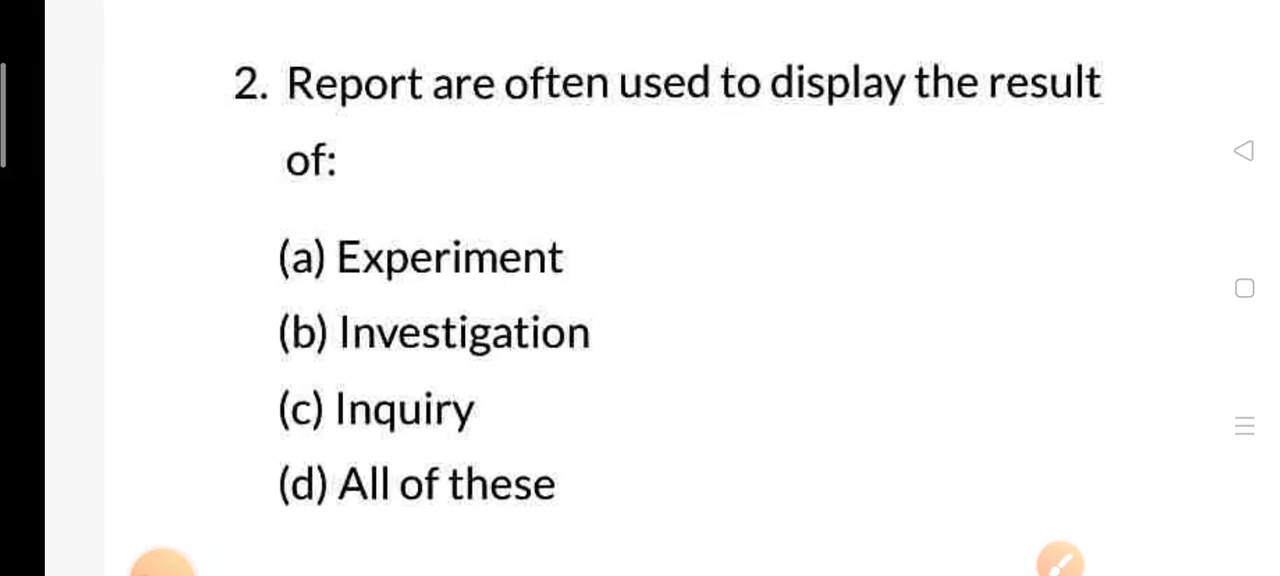 2. Report are often used to display the result
of:
(a) Experiment
(b) Investigation
(c) Inquiry
(d) All of these